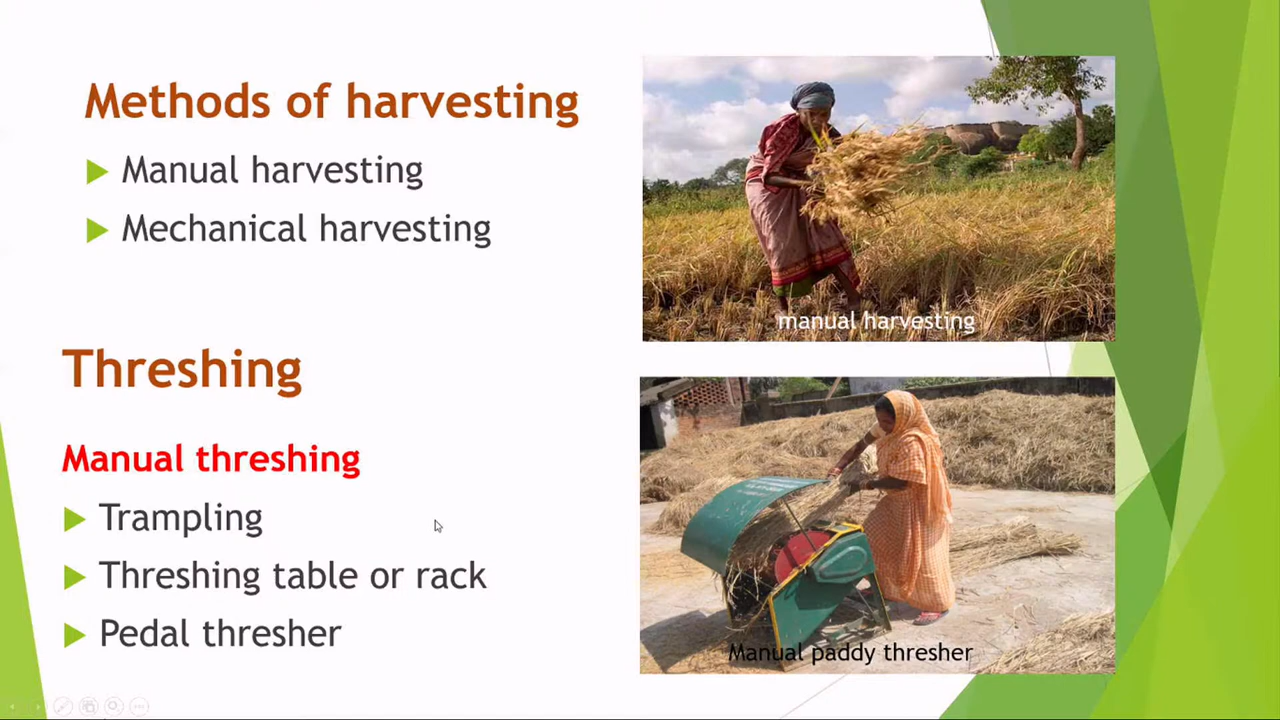 Methods of harvesting
Manual harvesting
Mechanical harvesting
manual harvesting
Threshing
Manual threshing
Trampling
Threshing table or rack
Pedal thresher
Manual paddy thresher